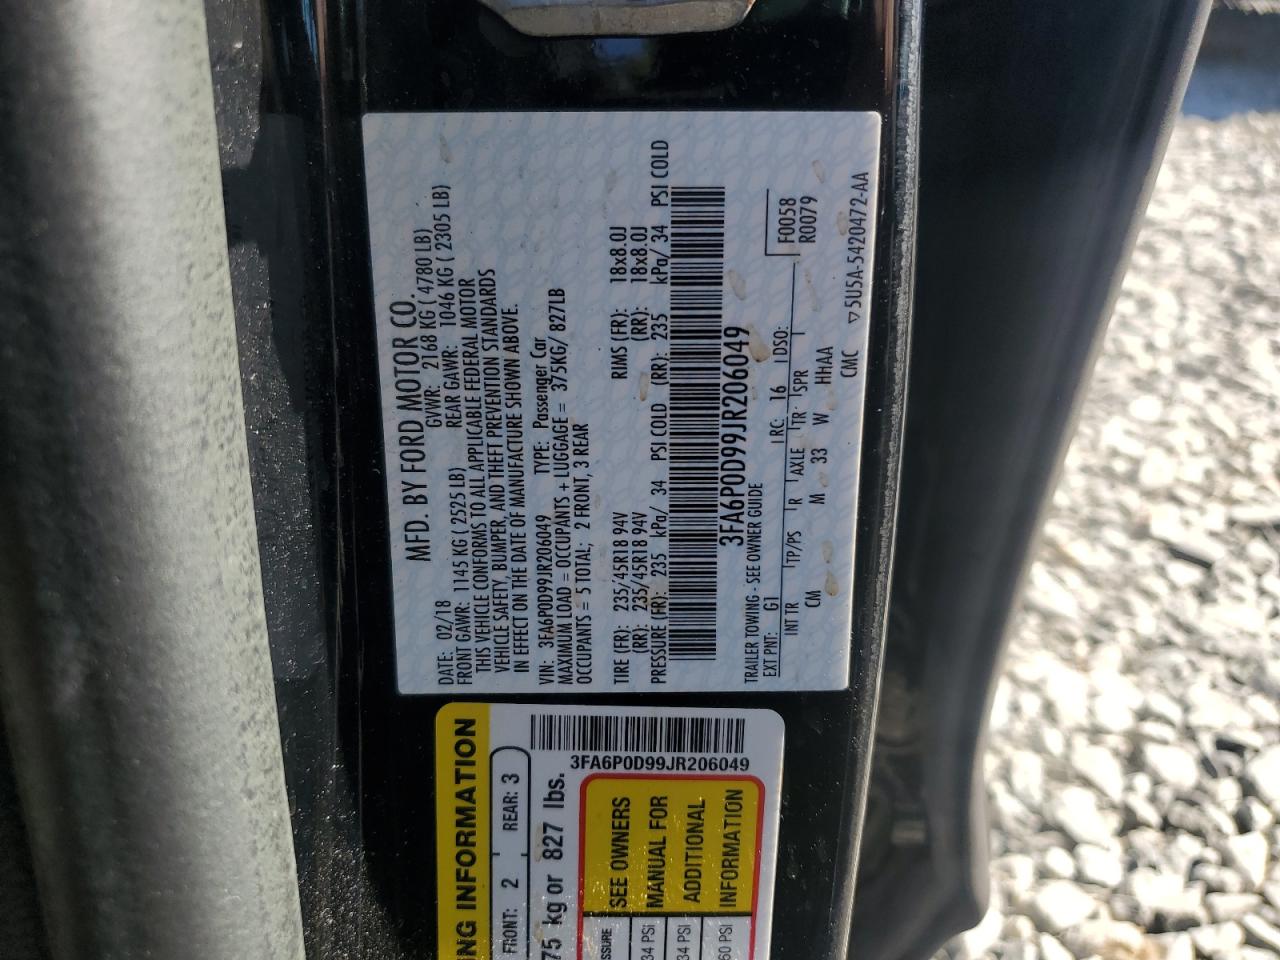 MFD. BY FORD MOTOR CO.
DATE: 02/18 GVWR: 2168 KG ( 4780 LB)
FRONT GAWR: 1145 KG ( 2525 LB) REAR GAWR: 1046 KG ( 2305 LB)
THIS VEHICLE CONFORMS TO ALL APPLICABLE FEDERAL MOTOR
VEHICLE SAFETY, BUMPER, AND THEFT PREVENTION STANDARDS
IN EFFECT ON THE DATE OF MANUFACTURE SHOWN ABOVE.
VIN: 3FA6P0D99JR206049 TYPE: Passenger Car
MAXIMUM LOAD = OCCUPANTS + LUGGAGE = 375KG/ 827LB
OCCUPANTS = 5 TOTAL; 2 FRONT, 3 REAR
TIRE (FR): 235/45R18 94V RIMS (FR): 18x8.0J
(RR): 235/45R18 94V (RR): 18x8.0J
PRESSURE (FR): 235 kPa/ 34 PSI COLD (RR): 235 kPa/ 34 PSI COLD
3FA6P0D99JR206049
TRAILER TOWING - SEE OWNER GUIDE
F0058
R0079
EXT PNT: G1 RC: 16 DSO:
INT TR TP/PS R AXLE TR SPR
CM M 33 W HHAA
CMC ▽5U5A-5420472-AA
NG INFORMATION
FRONT: 2 REAR: 3
75 kg or 827 lbs.
3FA6P0D99JR206049
SSURE
34 PSI
34 PSI
60 PSI
SEE OWNERS
MANUAL FOR
ADDITIONAL
INFORMATION